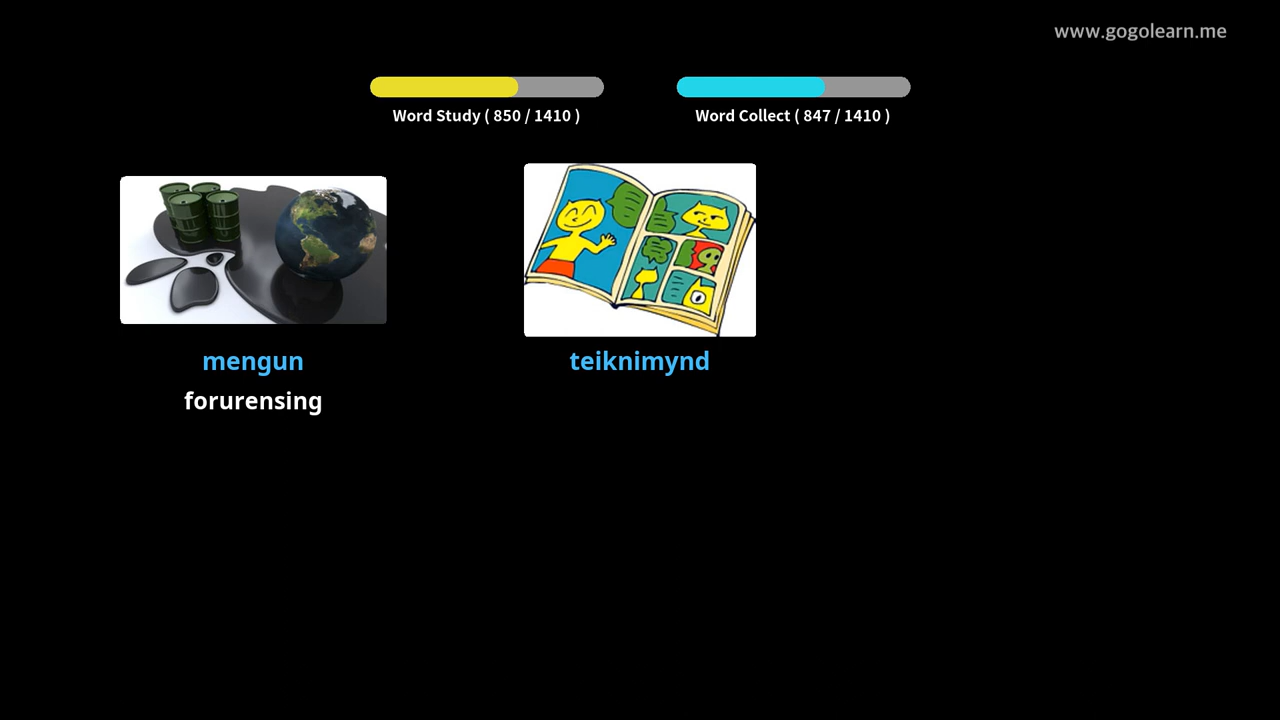 www.gogolearn.me
Word Study ( 850 / 1410 )
Word Collect ( 847 / 1410 )
mengun
forurensing
teiknimynd